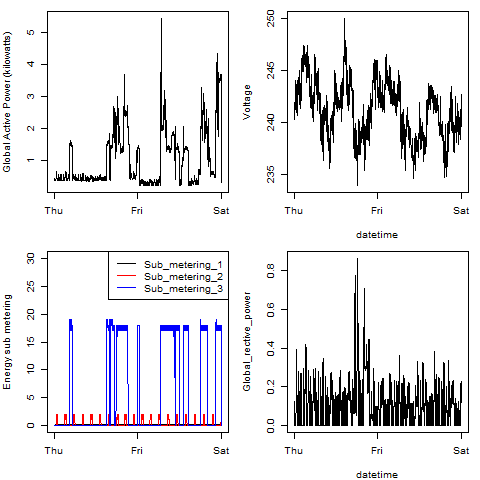 Global Active Power (kilowatts)
5
4
3
2
1
Thu Fri Sat
Voltage
250
245
240
235
Thu Fri Sat
datetime
Energy sub metering
30
25
20
15
10
5
0
Sub_metering_1
Sub_metering_2
Sub_metering_3
Thu Fri Sat
Global_rective_power
0.8
0.6
0.4
0.2
0.0
Thu Fri Sat
datetime